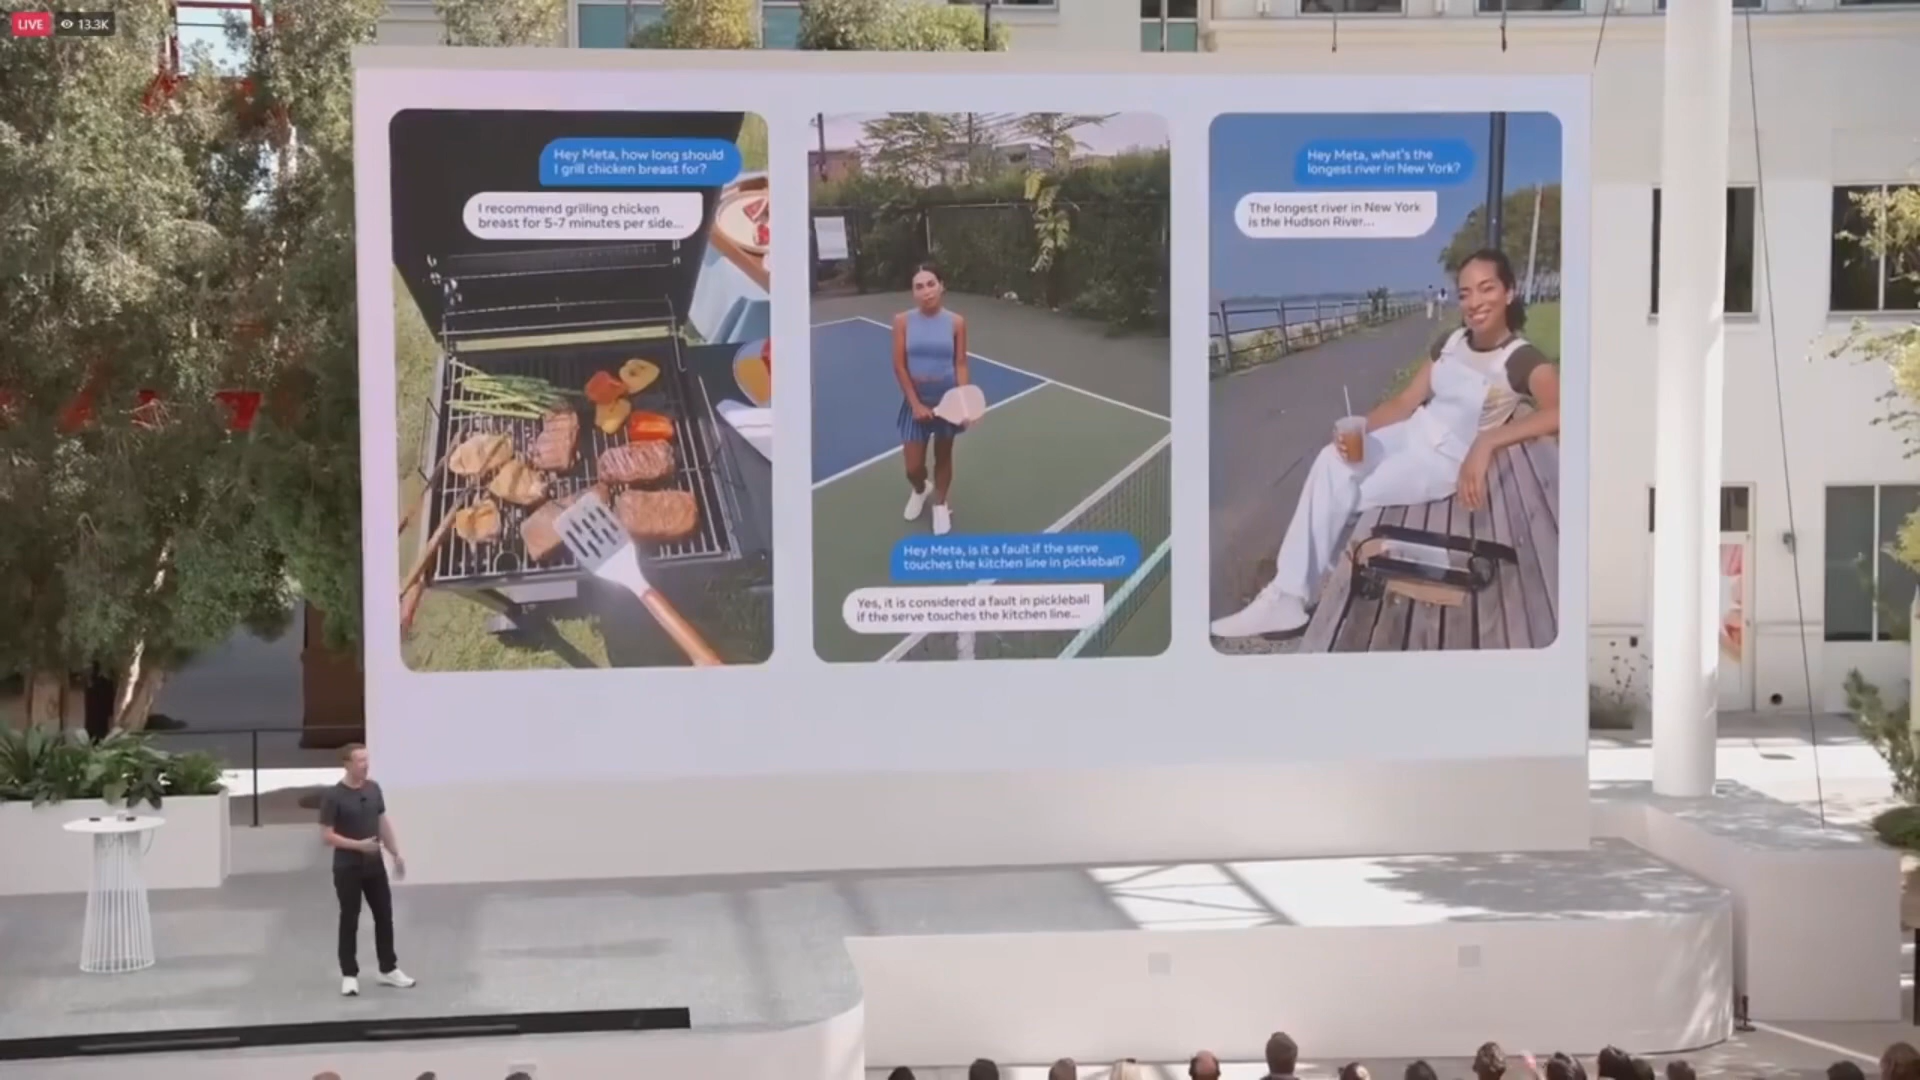 LIVE
13.3K
Hey Meta, how long should
I grill chicken breast for?
I recommend grilling chicken
breast for 5-7 minutes per side...
Hey Meta, is it a fault if the serve
touches the kitchen line in pickleball?
Yes, it is considered a fault in pickleball
if the serve touches the kitchen line...
Hey Meta, what's the
longest river in New York?
The longest river in New York
is the Hudson River...